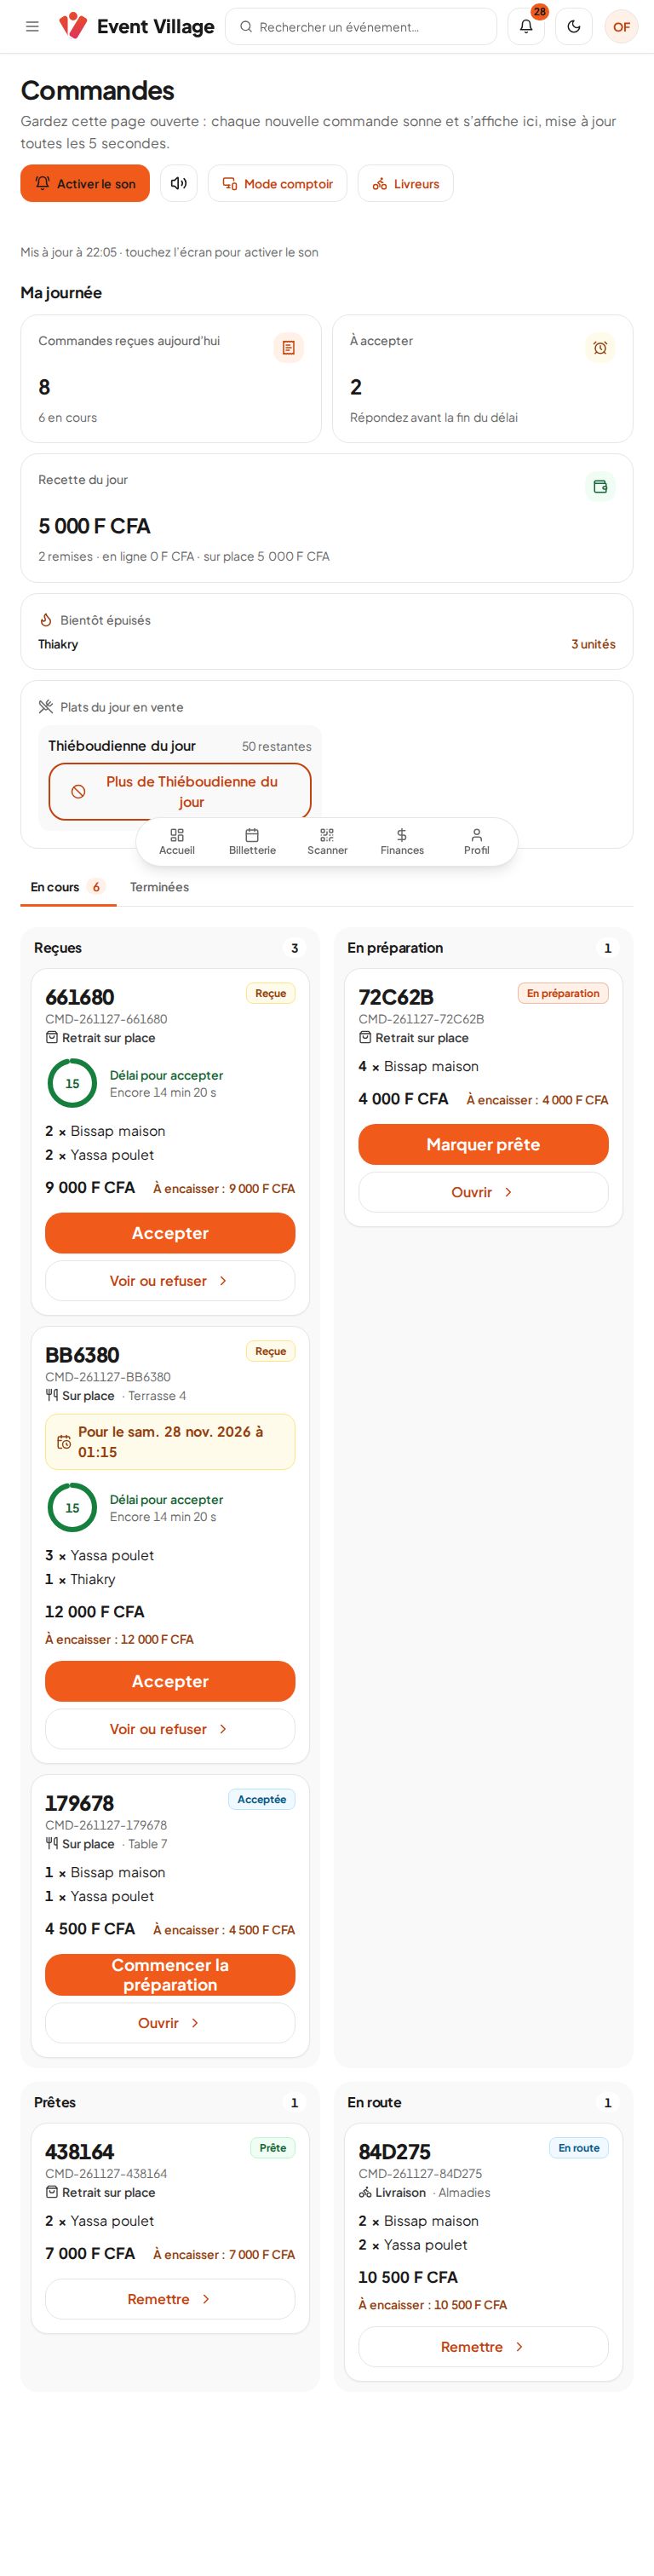 Event Village
Rechercher un événement...
28
OF
Commandes
Gardez cette page ouverte : chaque nouvelle commande sonne et s'affiche ici, mise à jour
toutes les 5 secondes.
Activer le son
Mode comptoir
Livreurs
Mis à jour à 22:05 · touchez l'écran pour activer le son
Ma journée
Commandes reçues aujourd'hui
8
6 en cours
À accepter
2
Répondez avant la fin du délai
Recette du jour
5 000 F CFA
2 remises · en ligne 0 F CFA · sur place 5 000 F CFA
Bientôt épuisés
Thiakry
3 unités
Plats du jour en vente
Thiéboudienne du jour
50 restantes
Plus de Thiéboudienne du
jour
Accueil
Billetterie
Scanner
Finances
Profil
En cours 6
Terminées
Reçues
3
661680
Reçue
CMD-261127-661680
Retrait sur place
15
Délai pour accepter
Encore 14 min 20 s
2 × Bissap maison
2 × Yassa poulet
9 000 F CFA
À encaisser : 9 000 F CFA
Accepter
Voir ou refuser
BB6380
Reçue
CMD-261127-BB6380
Sur place · Terrasse 4
Pour le sam. 28 nov. 2026 à
01:15
15
Délai pour accepter
Encore 14 min 20 s
3 × Yassa poulet
1 × Thiakry
12 000 F CFA
À encaisser : 12 000 F CFA
Accepter
Voir ou refuser
179678
Acceptée
CMD-261127-179678
Sur place · Table 7
1 × Bissap maison
1 × Yassa poulet
4 500 F CFA
À encaisser : 4 500 F CFA
Commencer la
préparation
Ouvrir
En préparation
1
72C62B
En préparation
CMD-261127-72C62B
Retrait sur place
4 × Bissap maison
4 000 F CFA
À encaisser : 4 000 F CFA
Marquer prête
Ouvrir
Prêtes
1
438164
Prête
CMD-261127-438164
Retrait sur place
2 × Yassa poulet
7 000 F CFA
À encaisser : 7 000 F CFA
Remettre
En route
1
84D275
En route
CMD-261127-84D275
Livraison · Almadies
2 × Bissap maison
2 × Yassa poulet
10 500 F CFA
À encaisser : 10 500 F CFA
Remettre